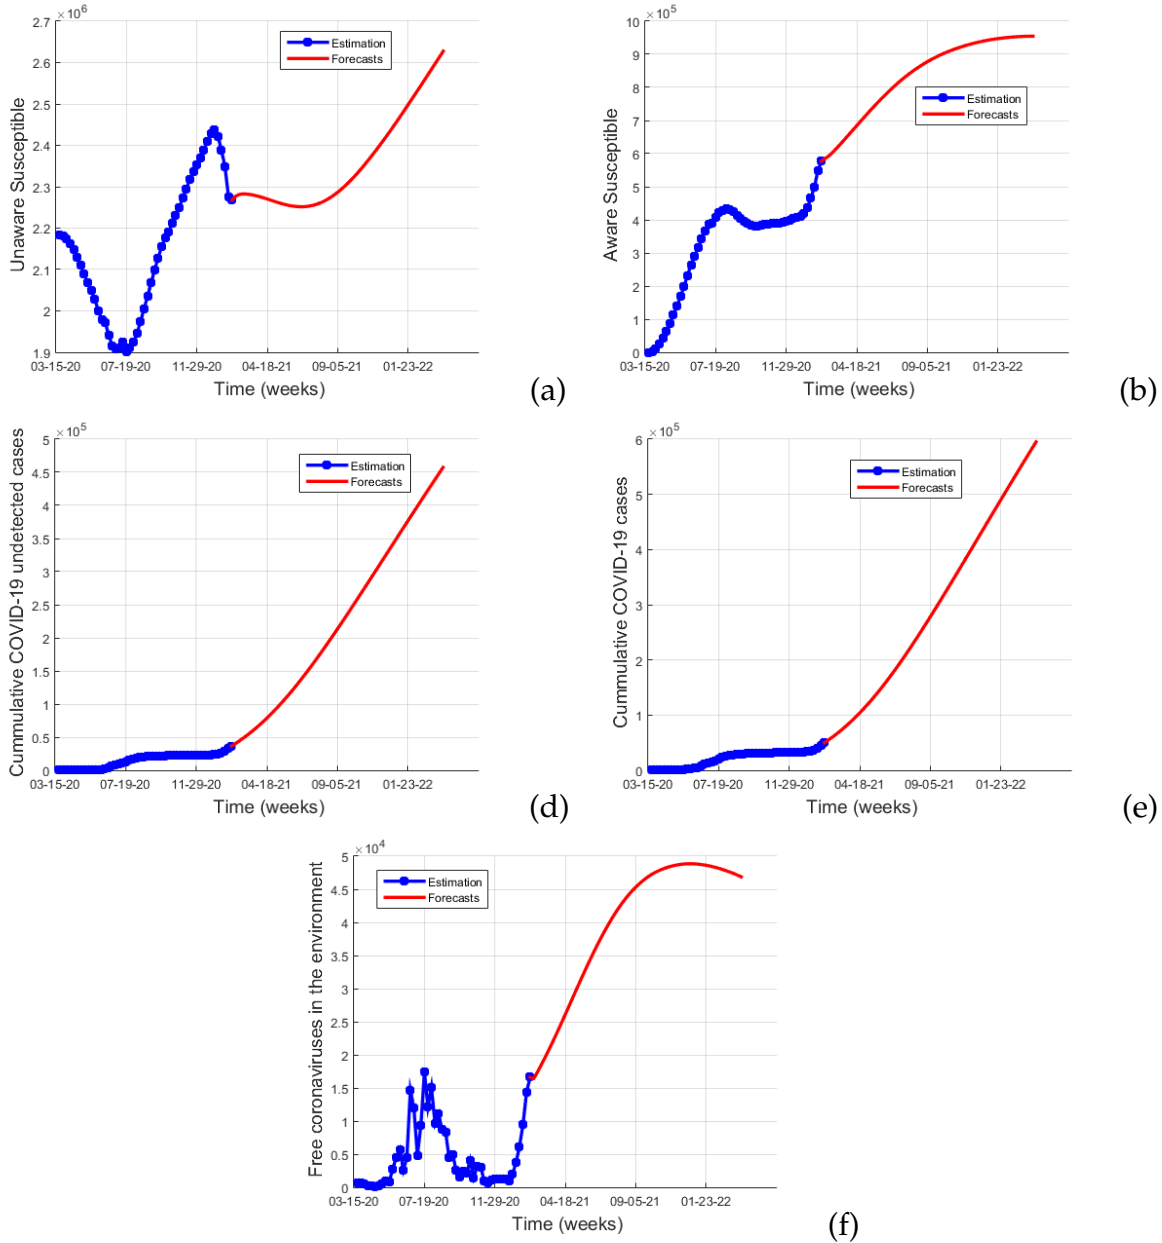 ×10^6
2.7
2.6
2.5
2.4
2.3
2.2
2.1
2
1.9
Unaware Susceptible
Estimation
Forecasts
03-15-20 07-19-20 11-29-20 04-18-21 09-05-21 01-23-22
Time (weeks)
(a)
×10^5
10
9
8
7
6
5
4
3
2
1
0
Aware Susceptible
Estimation
Forecasts
03-15-20 07-19-20 11-29-20 04-18-21 09-05-21 01-23-22
Time (weeks)
(b)
×10^5
5
4.5
4
3.5
3
2.5
2
1.5
1
0.5
0
Cummulative COVID-19 undetected cases
Estimation
Forecasts
03-15-20 07-19-20 11-29-20 04-18-21 09-05-21 01-23-22
Time (weeks)
(d)
×10^5
6
5
4
3
2
1
0
Cummulative COVID-19 cases
Estimation
Forecasts
03-15-20 07-19-20 11-29-20 04-18-21 09-05-21 01-23-22
Time (weeks)
(e)
×10^4
5
4.5
4
3.5
3
2.5
2
1.5
1
0.5
0
Free coronaviruses in the environment
Estimation
Forecasts
03-15-20 07-19-20 11-29-20 04-18-21 09-05-21 01-23-22
Time (weeks)
(f)